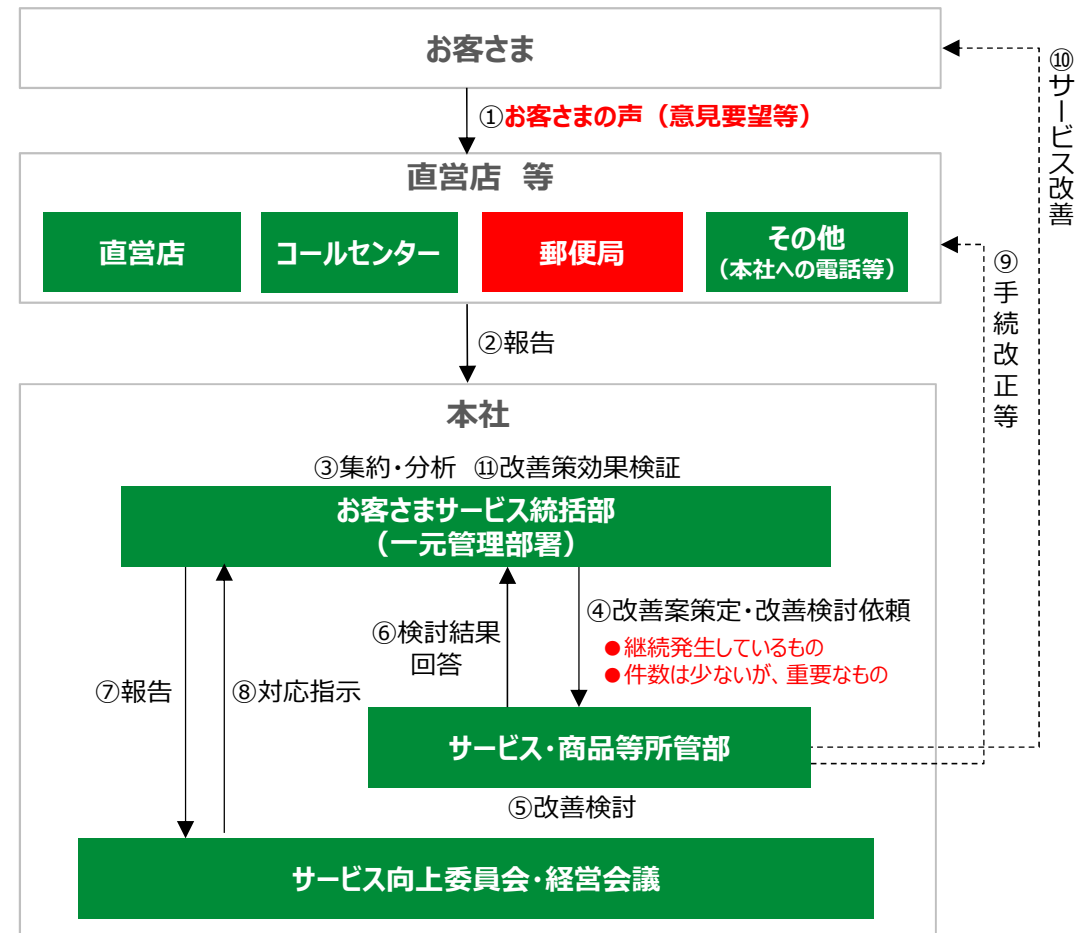 お客さま
①お客さまの声（意見要望等）
直営店 等
直営店
コールセンター
郵便局
その他
（本社への電話等）
②報告
本社
③集約・分析 ⑪改善策効果検証
お客さまサービス統括部
（一元管理部署）
④改善案策定・改善検討依頼
●継続発生しているもの
●件数は少ないが、重要なもの
⑥検討結果
回答
⑦報告
⑧対応指示
サービス・商品等所管部
⑤改善検討
サービス向上委員会・経営会議
⑨手続改正等
⑩サービス改善